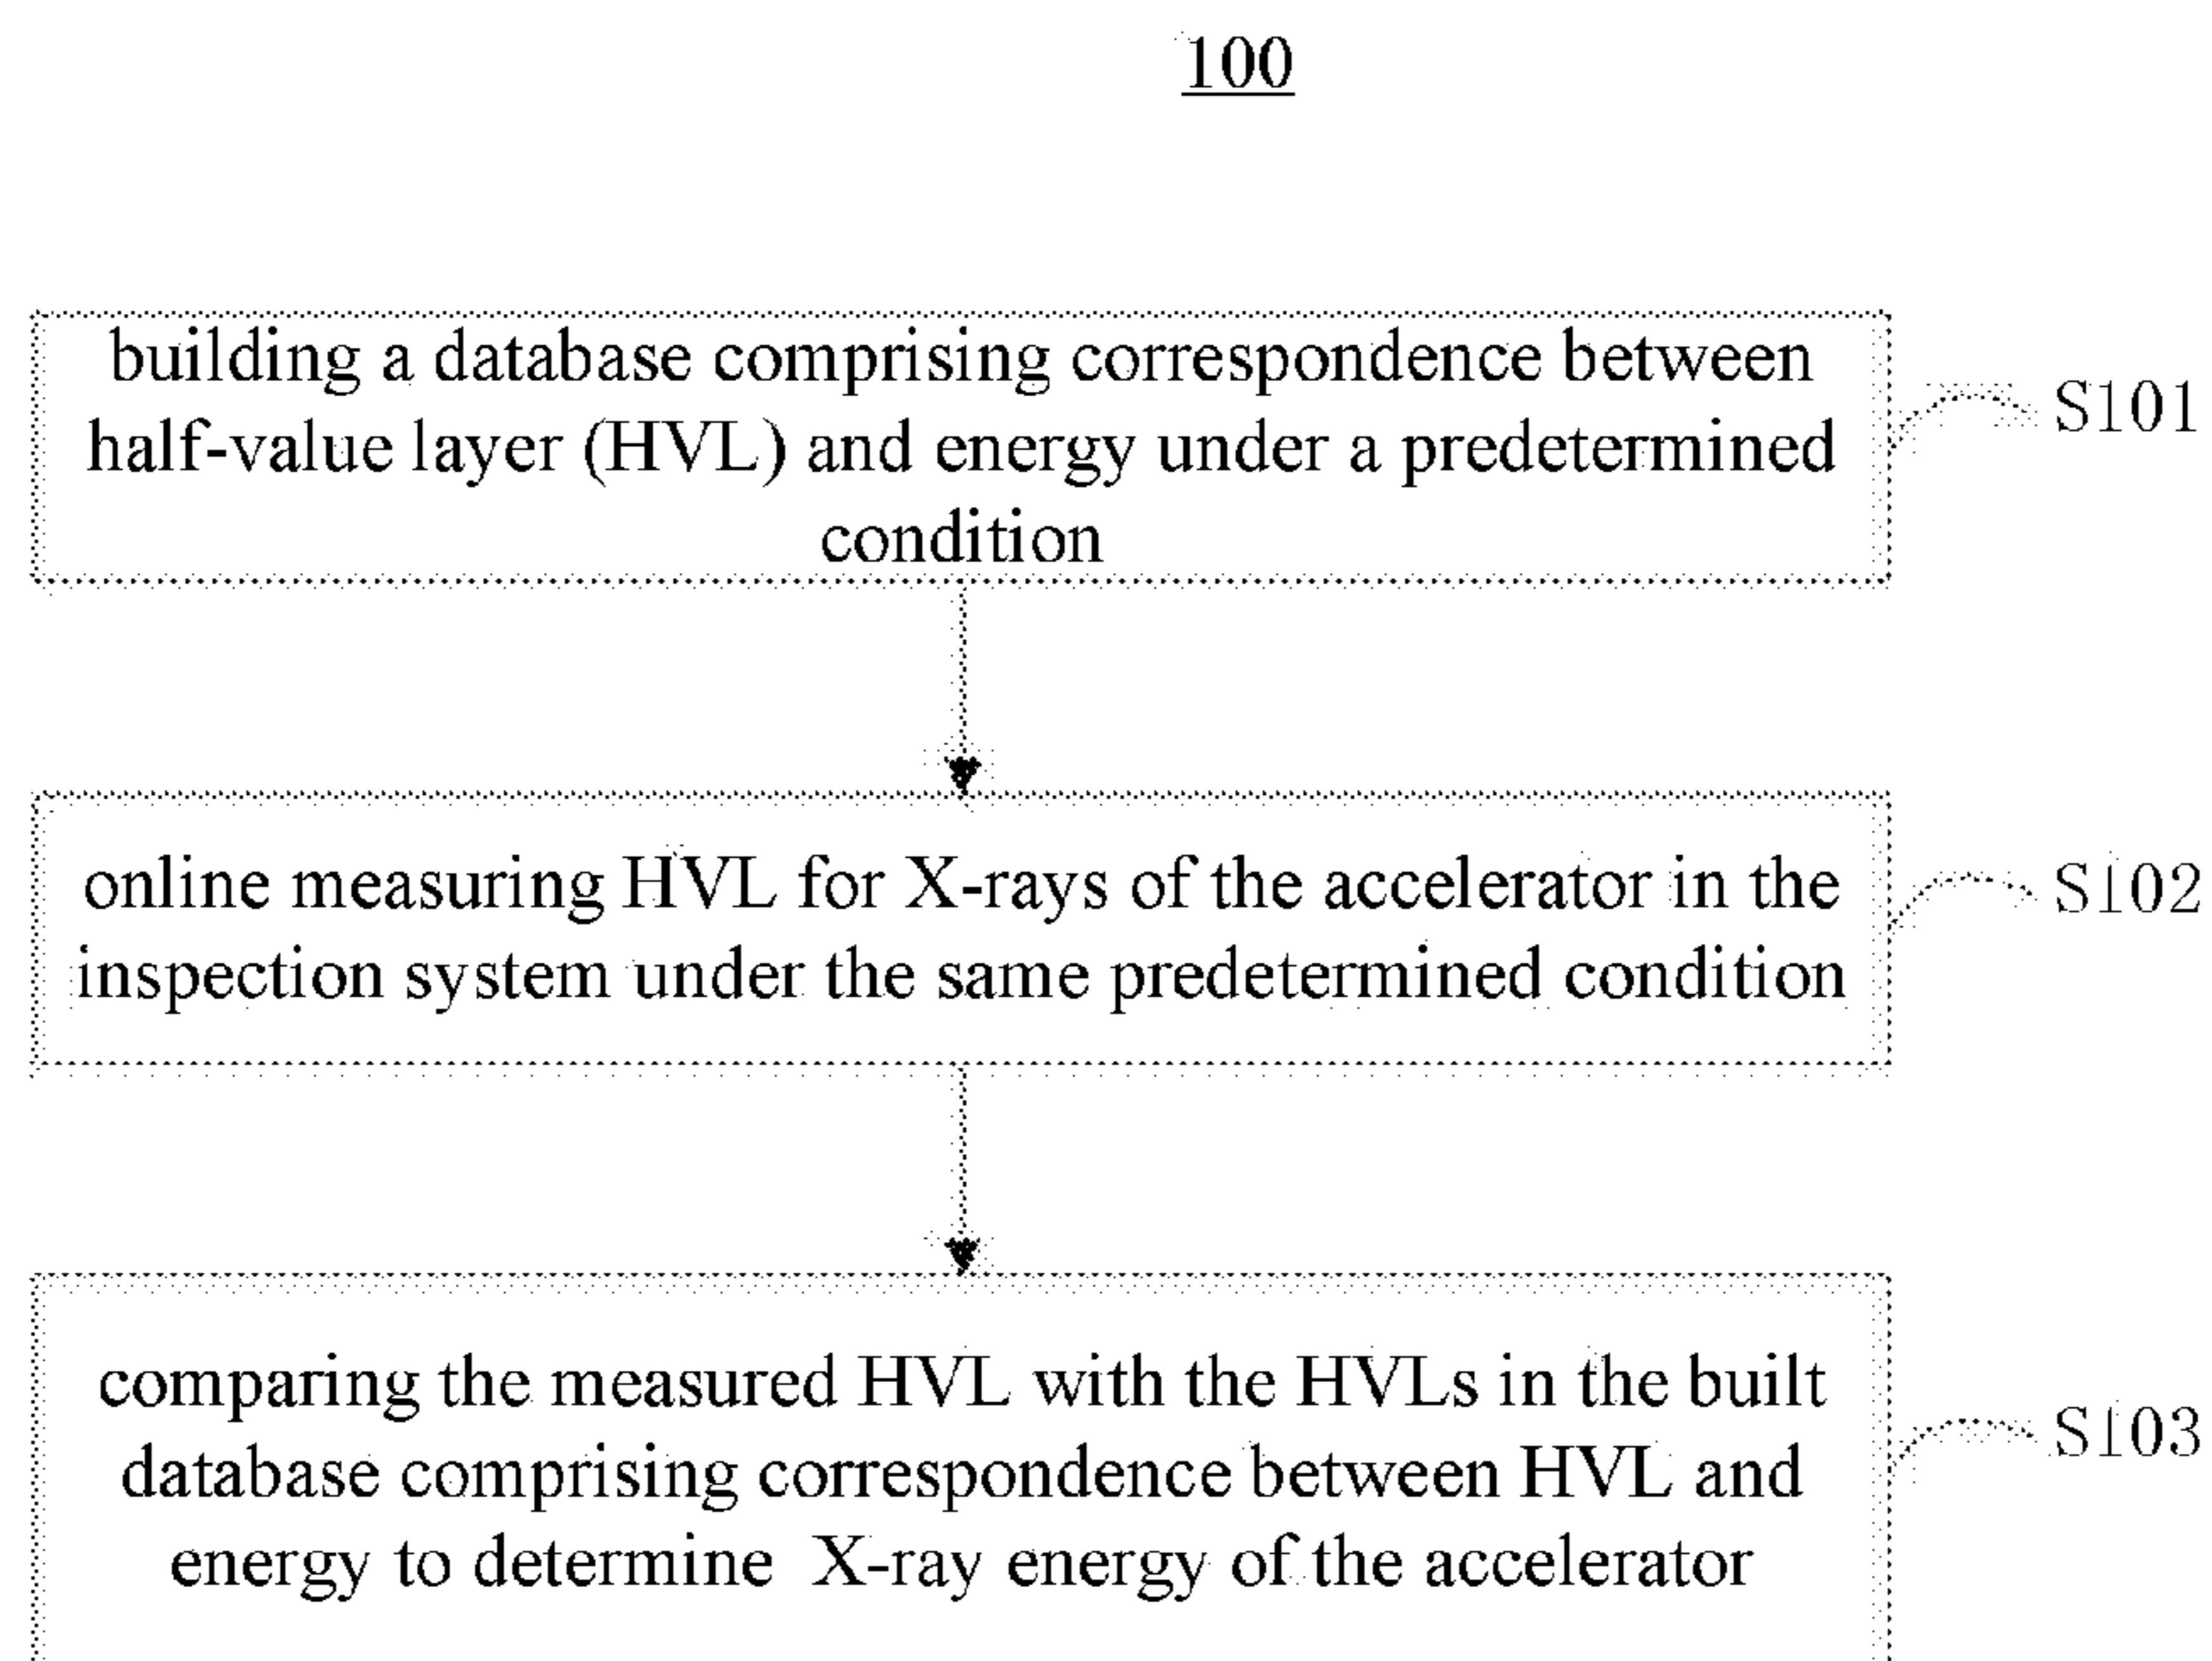 100
building a database comprising correspondence between
half-value layer (HVL) and energy under a predetermined
condition
S101
online measuring HVL for X-rays of the accelerator in the
inspection system under the same predetermined condition
S102
comparing the measured HVL with the HVLs in the built
database comprising correspondence between HVL and
energy to determine X-ray energy of the accelerator
S103